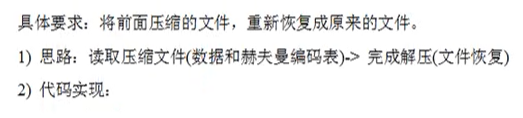 具体要求：将前面压缩的文件，重新恢复成原来的文件。
1) 思路：读取压缩文件(数据和赫夫曼编码表)-> 完成解压(文件恢复)
2) 代码实现：